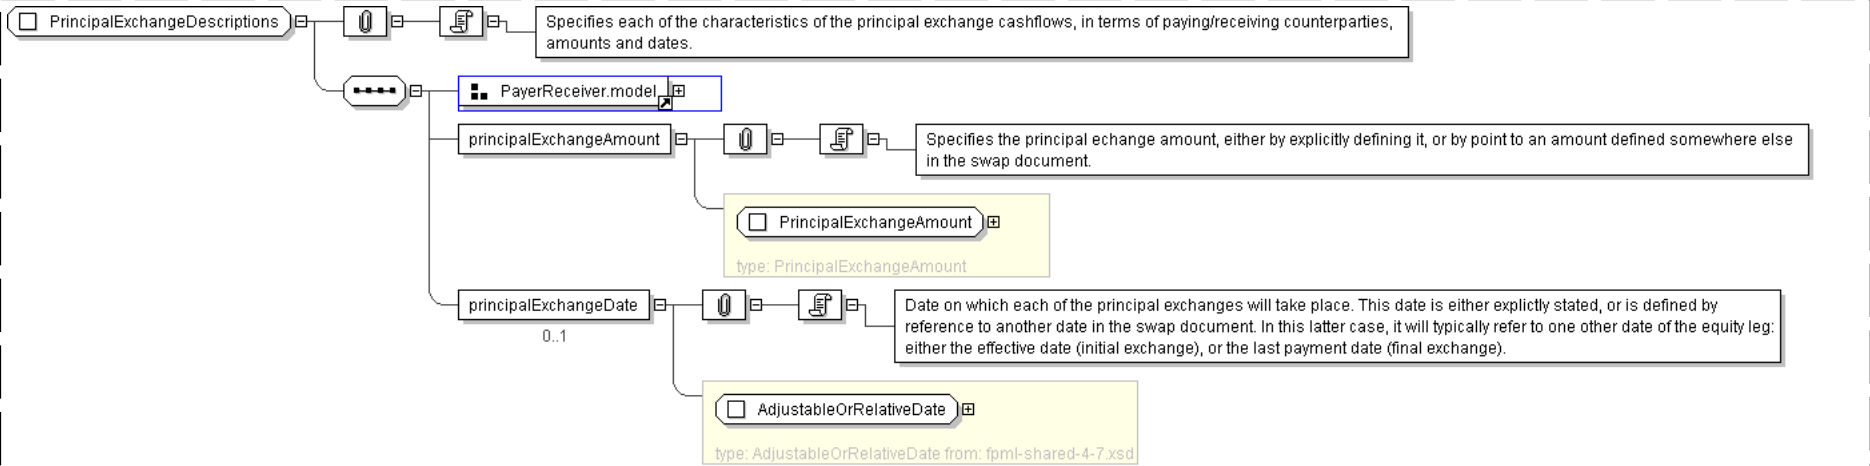 PrincipalExchangeDescriptions
Specifies each of the characteristics of the principal exchange cashflows, in terms of paying/receiving counterparties,
amounts and dates.
PayerReceiver.model
principalExchangeAmount
Specifies the principal echange amount, either by explicitly defining it, or by point to an amount defined somewhere else
in the swap document.
PrincipalExchangeAmount
type: PrincipalExchangeAmount
principalExchangeDate
0..1
Date on which each of the principal exchanges will take place. This date is either explictly stated, or is defined by
reference to another date in the swap document. In this latter case, it will typically refer to one other date of the equity leg:
either the effective date (initial exchange), or the last payment date (final exchange).
AdjustableOrRelativeDate
type: AdjustableOrRelativeDate from: fpml-shared-4-7.xsd